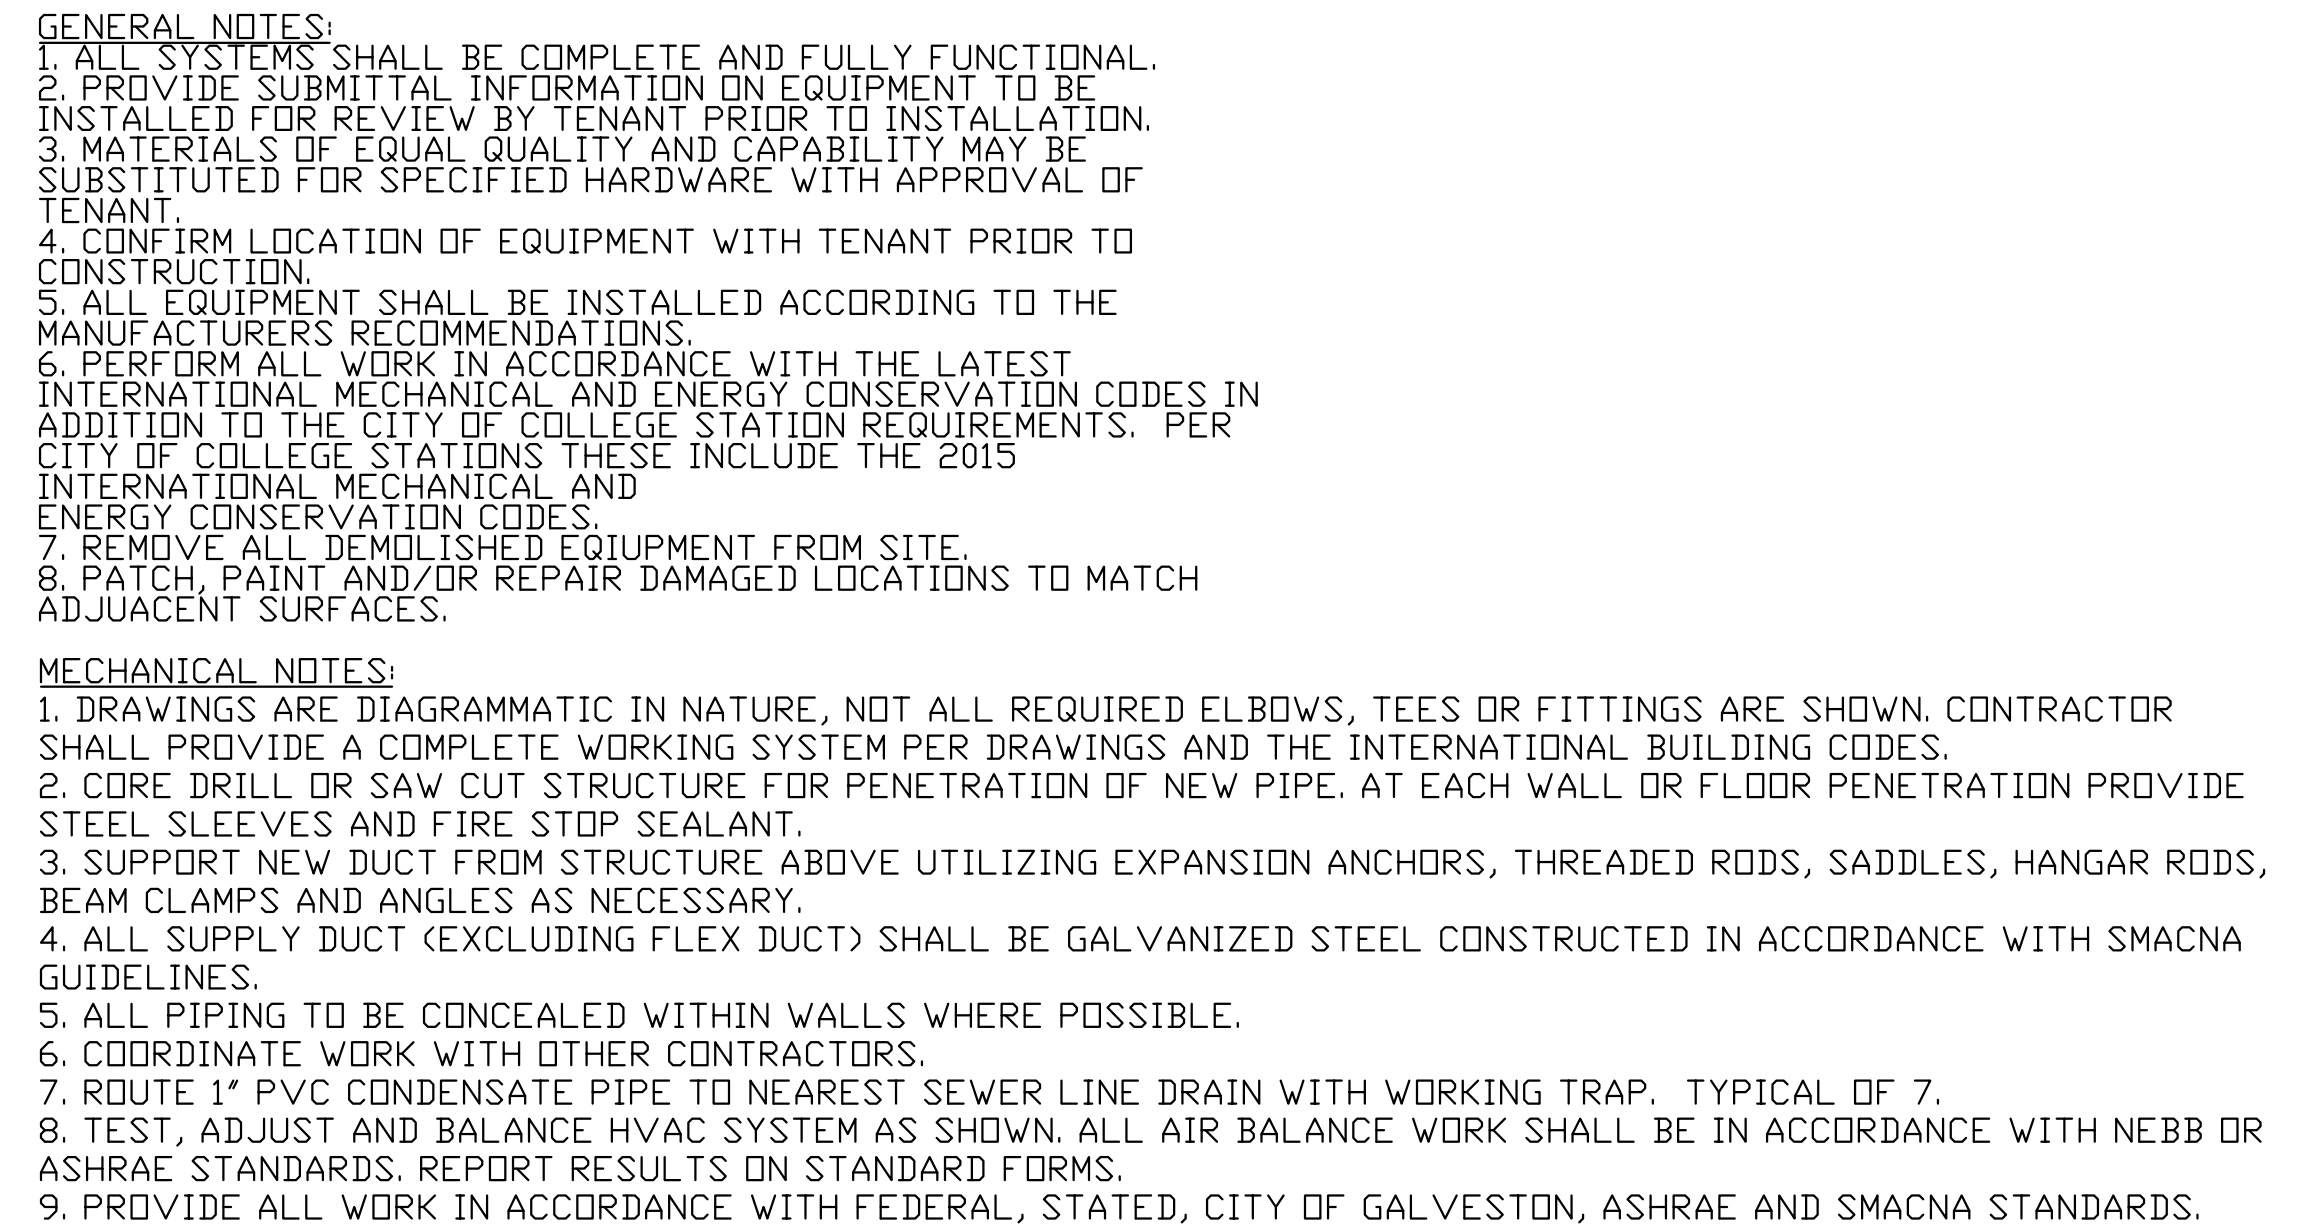 GENERAL NOTES:
1. ALL SYSTEMS SHALL BE COMPLETE AND FULLY FUNCTIONAL.
2. PROVIDE SUBMITTAL INFORMATION ON EQUIPMENT TO BE
INSTALLED FOR REVIEW BY TENANT PRIOR TO INSTALLATION.
3. MATERIALS OF EQUAL QUALITY AND CAPABILITY MAY BE
SUBSTITUTED FOR SPECIFIED HARDWARE WITH APPROVAL OF
TENANT.
4. CONFIRM LOCATION OF EQUIPMENT WITH TENANT PRIOR TO
CONSTRUCTION.
5. ALL EQUIPMENT SHALL BE INSTALLED ACCORDING TO THE
MANUFACTURERS RECOMMENDATIONS.
6. PERFORM ALL WORK IN ACCORDANCE WITH THE LATEST
INTERNATIONAL MECHANICAL AND ENERGY CONSERVATION CODES IN
ADDITION TO THE CITY OF COLLEGE STATION REQUIREMENTS.  PER
CITY OF COLLEGE STATIONS THESE INCLUDE THE 2015
INTERNATIONAL MECHANICAL AND
ENERGY CONSERVATION CODES.
7. REMOVE ALL DEMOLISHED EQIUPMENT FROM SITE.
8. PATCH, PAINT AND/OR REPAIR DAMAGED LOCATIONS TO MATCH
ADJUACENT SURFACES.
MECHANICAL NOTES:
1. DRAWINGS ARE DIAGRAMMATIC IN NATURE, NOT ALL REQUIRED ELBOWS, TEES OR FITTINGS ARE SHOWN. CONTRACTOR
SHALL PROVIDE A COMPLETE WORKING SYSTEM PER DRAWINGS AND THE INTERNATIONAL BUILDING CODES.
2. CORE DRILL OR SAW CUT STRUCTURE FOR PENETRATION OF NEW PIPE. AT EACH WALL OR FLOOR PENETRATION PROVIDE
STEEL SLEEVES AND FIRE STOP SEALANT.
3. SUPPORT NEW DUCT FROM STRUCTURE ABOVE UTILIZING EXPANSION ANCHORS, THREADED RODS, SADDLES, HANGAR RODS,
BEAM CLAMPS AND ANGLES AS NECESSARY.
4. ALL SUPPLY DUCT (EXCLUDING FLEX DUCT) SHALL BE GALVANIZED STEEL CONSTRUCTED IN ACCORDANCE WITH SMACNA
GUIDELINES.
5. ALL PIPING TO BE CONCEALED WITHIN WALLS WHERE POSSIBLE.
6. COORDINATE WORK WITH OTHER CONTRACTORS.
7. ROUTE 1" PVC CONDENSATE PIPE TO NEAREST SEWER LINE DRAIN WITH WORKING TRAP.  TYPICAL OF 7.
8. TEST, ADJUST AND BALANCE HVAC SYSTEM AS SHOWN. ALL AIR BALANCE WORK SHALL BE IN ACCORDANCE WITH NEBB OR
ASHRAE STANDARDS. REPORT RESULTS ON STANDARD FORMS.
9. PROVIDE ALL WORK IN ACCORDANCE WITH FEDERAL, STATED, CITY OF GALVESTON, ASHRAE AND SMACNA STANDARDS.